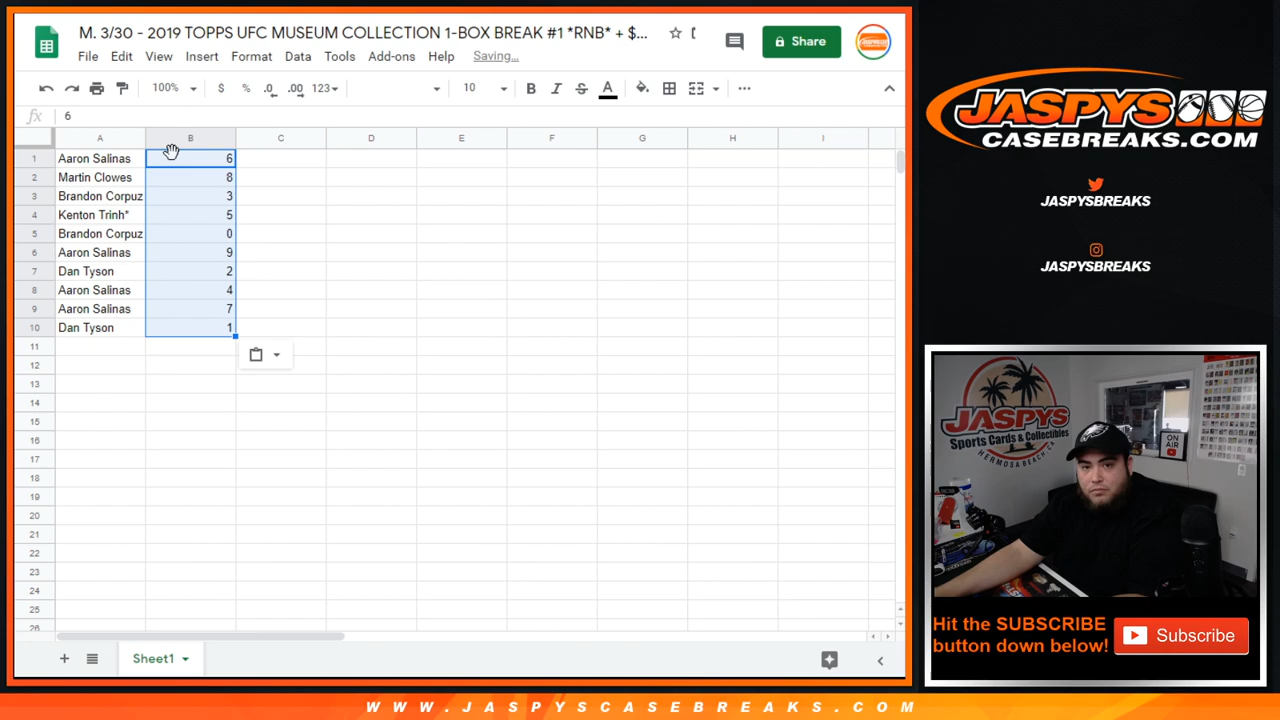 M. 3/30 - 2019 TOPPS UFC MUSEUM COLLECTION 1-BOX BREAK #1 *RNB* + $...
File Edit View Insert Format Data Tools Add-ons Help Saving...
Share
100% $ % .0 .00 123 10 B I S A
fx 6
A B C D E F G H I
1 Aaron Salinas 6
2 Martin Clowes 8
3 Brandon Corpuz 3
4 Kenton Trinh* 5
5 Brandon Corpuz 0
6 Aaron Salinas 9
7 Dan Tyson 2
8 Aaron Salinas 4
9 Aaron Salinas 7
10 Dan Tyson 1
11
12
13
14
15
16
17
18
19
20
21
22
23
24
25
26
Sheet1
JASPYS
CASEBREAKS.COM
JASPYSBREAKS
JASPYSBREAKS
JASPYS
Sports Cards & Collectibles
HERMOSA BEACH, CA
ON AIR
Hit the SUBSCRIBE
button down below!
Subscribe
WWW.JASPYSCASEBREAKS.COM